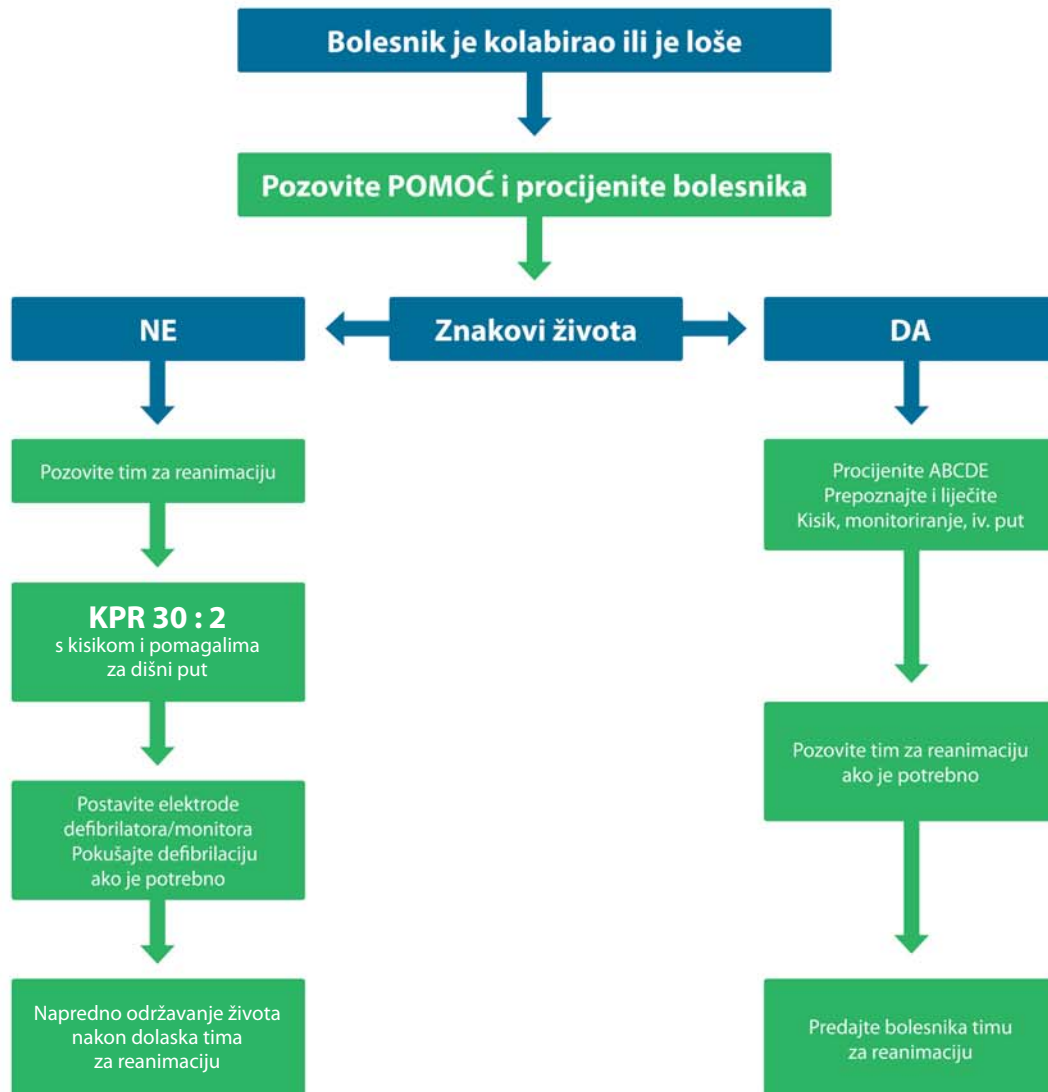 Bolesnik je kolabirao ili je loše
Pozovite POMOĆ i procijenite bolesnika
NE
Znakovi života
DA
Pozovite tim za reanimaciju
KPR 30 : 2
s kisikom i pomagalima
za dišni put
Postavite elektrode
defibrilatora/monitora
Pokušajte defibrilaciju
ako je potrebno
Napredno održavanje života
nakon dolaska tima
za reanimaciju
Procijenite ABCDE
Prepoznajte i liječite
Kisik, monitoriranje, iv. put
Pozovite tim za reanimaciju
ako je potrebno
Predajte bolesnika timu
za reanimaciju